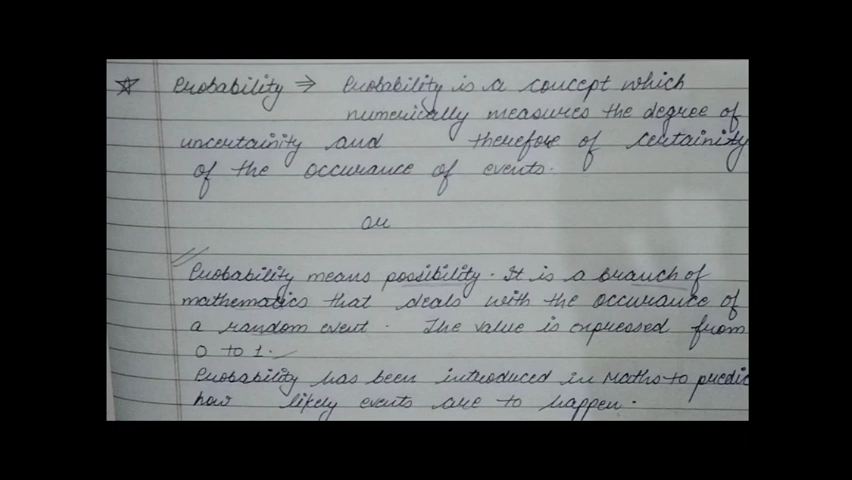 Probability ⇒ Probability is a concept which
numerically measures the degree of
uncertainity and therefore of certainity
of the occurance of events.
or
Probability means possibility. It is a branch of
mathematics that deals with the occurance of
a random event. The value is expressed from
0 to 1.
Probability has been introduced in Maths to predic
how likely events are to happen.